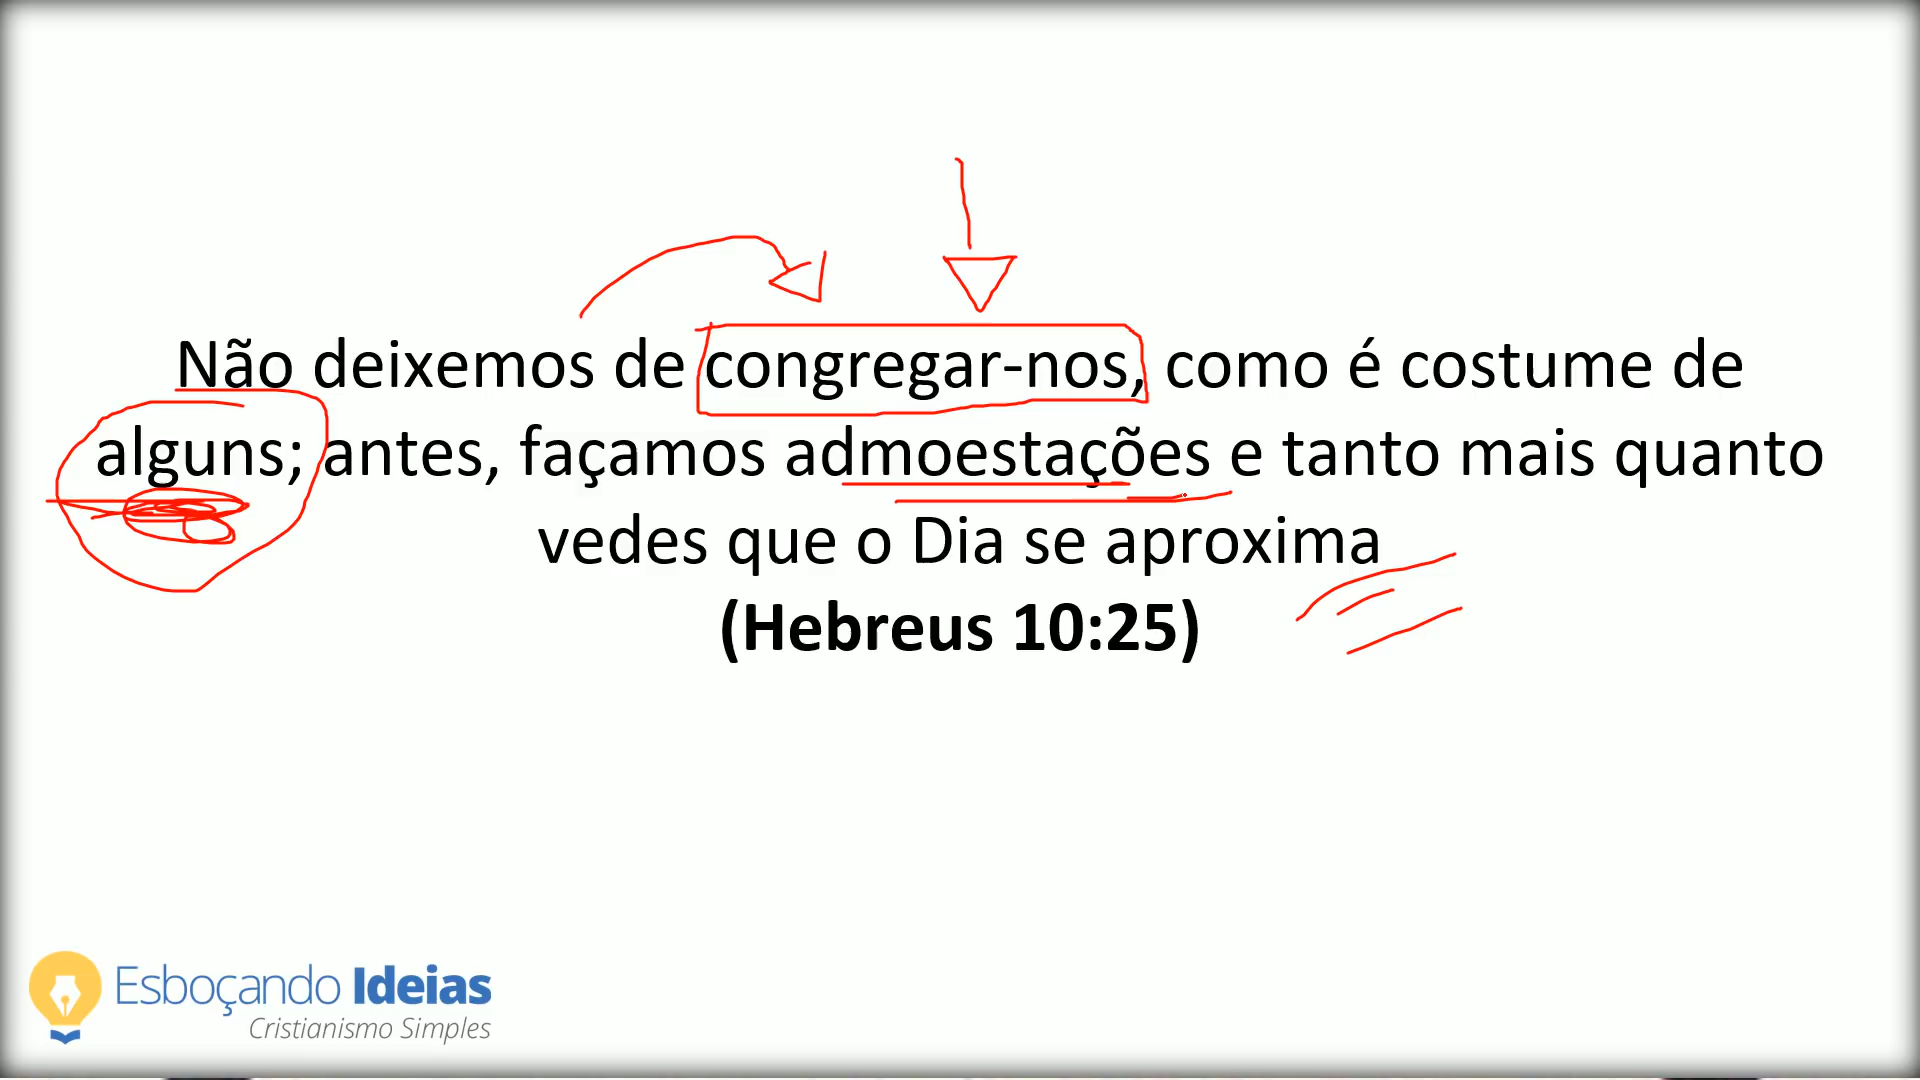 Não deixemos de congregar-nos, como é costume de
alguns; antes, façamos admoestações e tanto mais quanto
vedes que o Dia se aproxima
(Hebreus 10:25)
Esboçando Ideias
Cristianismo Simples